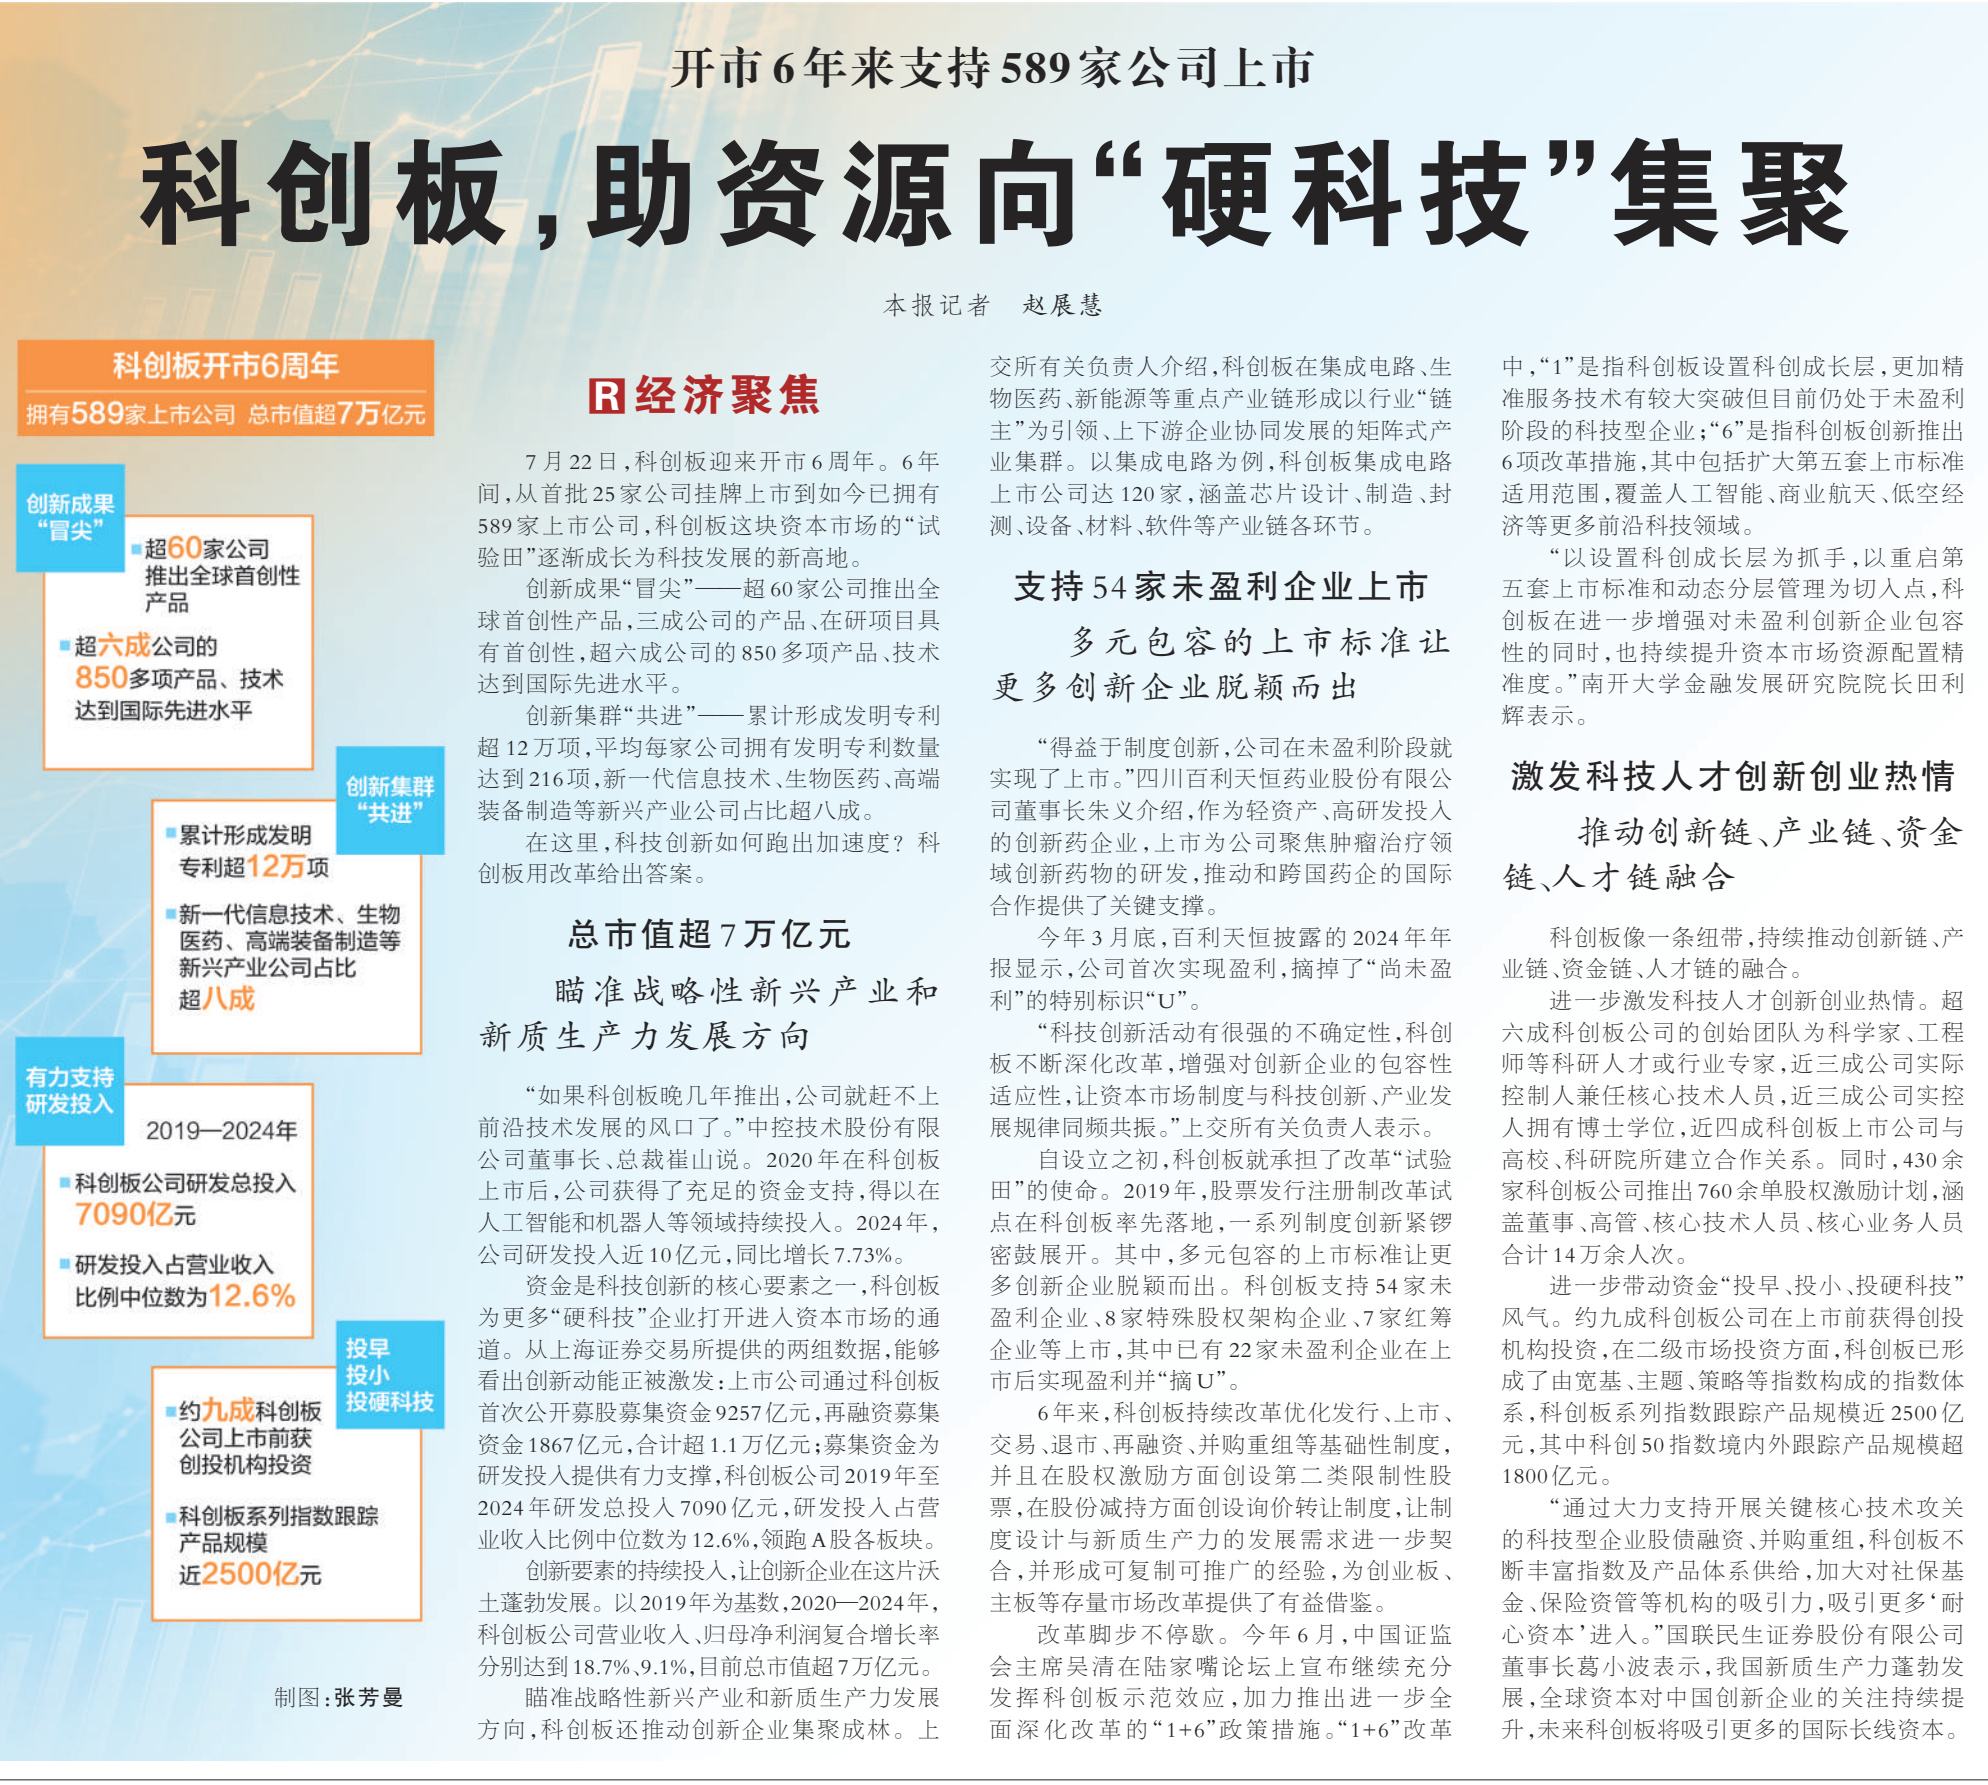 开市6年来支持589家公司上市
科创板,助资源向“硬科技”集聚
本报记者 赵展慧
科创板开市6周年
拥有589家上市公司 总市值超7万亿元
创新成果
“冒尖”
超60家公司
推出全球首创性
产品
超六成公司的
850多项产品、技术
达到国际先进水平
创新集群
“共进”
累计形成发明
专利超12万项
新一代信息技术、生物
医药、高端装备制造等
新兴产业公司占比
超八成
有力支持
研发投入
2019—2024年
科创板公司研发总投入
7090亿元
研发投入占营业收入
比例中位数为12.6%
投早
投小
投硬科技
约九成科创板
公司上市前获
创投机构投资
科创板系列指数跟踪
产品规模
近2500亿元
制图:张芳曼
R经济聚焦
7月22日,科创板迎来开市6周年。6年
间,从首批25家公司挂牌上市到如今已拥有
589家上市公司,科创板这块资本市场的“试
验田”逐渐成长为科技发展的新高地。
创新成果“冒尖”——超60家公司推出全
球首创性产品,三成公司的产品、在研项目具
有首创性,超六成公司的850多项产品、技术
达到国际先进水平。
创新集群“共进”——累计形成发明专利
超12万项,平均每家公司拥有发明专利数量
达到216项,新一代信息技术、生物医药、高端
装备制造等新兴产业公司占比超八成。
在这里,科技创新如何跑出加速度?科
创板用改革给出答案。
总市值超7万亿元
瞄准战略性新兴产业和
新质生产力发展方向
“如果科创板晚几年推出,公司就赶不上
前沿技术发展的风口了。”中控技术股份有限
公司董事长、总裁崔山说。2020年在科创板
上市后,公司获得了充足的资金支持,得以在
人工智能和机器人等领域持续投入。2024年,
公司研发投入近10亿元,同比增长7.73%。
资金是科技创新的核心要素之一,科创板
为更多“硬科技”企业打开进入资本市场的通
道。从上海证券交易所提供的两组数据,能够
看出创新动能正被激发:上市公司通过科创板
首次公开募股募集资金9257亿元,再融资募集
资金1867亿元,合计超1.1万亿元;募集资金为
研发投入提供有力支撑,科创板公司2019年至
2024年研发总投入7090亿元,研发投入占营
业收入比例中位数为12.6%,领跑A股各板块。
创新要素的持续投入,让创新企业在这片沃
土蓬勃发展。以2019年为基数,2020—2024年,
科创板公司营业收入、归母净利润复合增长率
分别达到18.7%、9.1%,目前总市值超7万亿元。
瞄准战略性新兴产业和新质生产力发展
方向,科创板还推动创新企业集聚成林。上
交所有关负责人介绍,科创板在集成电路、生
物医药、新能源等重点产业链形成以行业“链
主”为引领、上下游企业协同发展的矩阵式产
业集群。以集成电路为例,科创板集成电路
上市公司达120家,涵盖芯片设计、制造、封
测、设备、材料、软件等产业链各环节。
支持54家未盈利企业上市
多元包容的上市标准让
更多创新企业脱颖而出
“得益于制度创新,公司在未盈利阶段就
实现了上市。”四川百利天恒药业股份有限公
司董事长朱义介绍,作为轻资产、高研发投入
的创新药企业,上市为公司聚焦肿瘤治疗领
域创新药物的研发,推动和跨国药企的国际
合作提供了关键支撑。
今年3月底,百利天恒披露的2024年年
报显示,公司首次实现盈利,摘掉了“尚未盈
利”的特别标识“U”。
“科技创新活动有很强的不确定性,科创
板不断深化改革,增强对创新企业的包容性
适应性,让资本市场制度与科技创新、产业发
展规律同频共振。”上交所有关负责人表示。
自设立之初,科创板就承担了改革“试验
田”的使命。2019年,股票发行注册制改革试
点在科创板率先落地,一系列制度创新紧锣
密鼓展开。其中,多元包容的上市标准让更
多创新企业脱颖而出。科创板支持54家未
盈利企业、8家特殊股权架构企业、7家红筹
企业等上市,其中已有22家未盈利企业在上
市后实现盈利并“摘U”。
6年来,科创板持续改革优化发行、上市、
交易、退市、再融资、并购重组等基础性制度,
并且在股权激励方面创设第二类限制性股
票,在股份减持方面创设询价转让制度,让制
度设计与新质生产力的发展需求进一步契
合,并形成可复制可推广的经验,为创业板、
主板等存量市场改革提供了有益借鉴。
改革脚步不停歇。今年6月,中国证监
会主席吴清在陆家嘴论坛上宣布继续充分
发挥科创板示范效应,加力推出进一步全
面深化改革的“1+6”政策措施。“1+6”改革
中,“1”是指科创板设置科创成长层,更加精
准服务技术有较大突破但目前仍处于未盈利
阶段的科技型企业;“6”是指科创板创新推出
6项改革措施,其中包括扩大第五套上市标准
适用范围,覆盖人工智能、商业航天、低空经
济等更多前沿科技领域。
“以设置科创成长层为抓手,以重启第
五套上市标准和动态分层管理为切入点,科
创板在进一步增强对未盈利创新企业包容
性的同时,也持续提升资本市场资源配置精
准度。”南开大学金融发展研究院院长田利
辉表示。
激发科技人才创新创业热情
推动创新链、产业链、资金
链、人才链融合
科创板像一条纽带,持续推动创新链、产
业链、资金链、人才链的融合。
进一步激发科技人才创新创业热情。超
六成科创板公司的创始团队为科学家、工程
师等科研人才或行业专家,近三成公司实际
控制人兼任核心技术人员,近三成公司实控
人拥有博士学位,近四成科创板上市公司与
高校、科研院所建立合作关系。同时,430余
家科创板公司推出760余单股权激励计划,涵
盖董事、高管、核心技术人员、核心业务人员
合计14万余人次。
进一步带动资金“投早、投小、投硬科技”
风气。约九成科创板公司在上市前获得创投
机构投资,在二级市场投资方面,科创板已形
成了由宽基、主题、策略等指数构成的指数体
系,科创板系列指数跟踪产品规模近2500亿
元,其中科创50指数境内外跟踪产品规模超
1800亿元。
“通过大力支持开展关键核心技术攻关
的科技型企业股债融资、并购重组,科创板不
断丰富指数及产品体系供给,加大对社保基
金、保险资管等机构的吸引力,吸引更多‘耐
心资本’进入。”国联民生证券股份有限公司
董事长葛小波表示,我国新质生产力蓬勃发
展,全球资本对中国创新企业的关注持续提
升,未来科创板将吸引更多的国际长线资本。